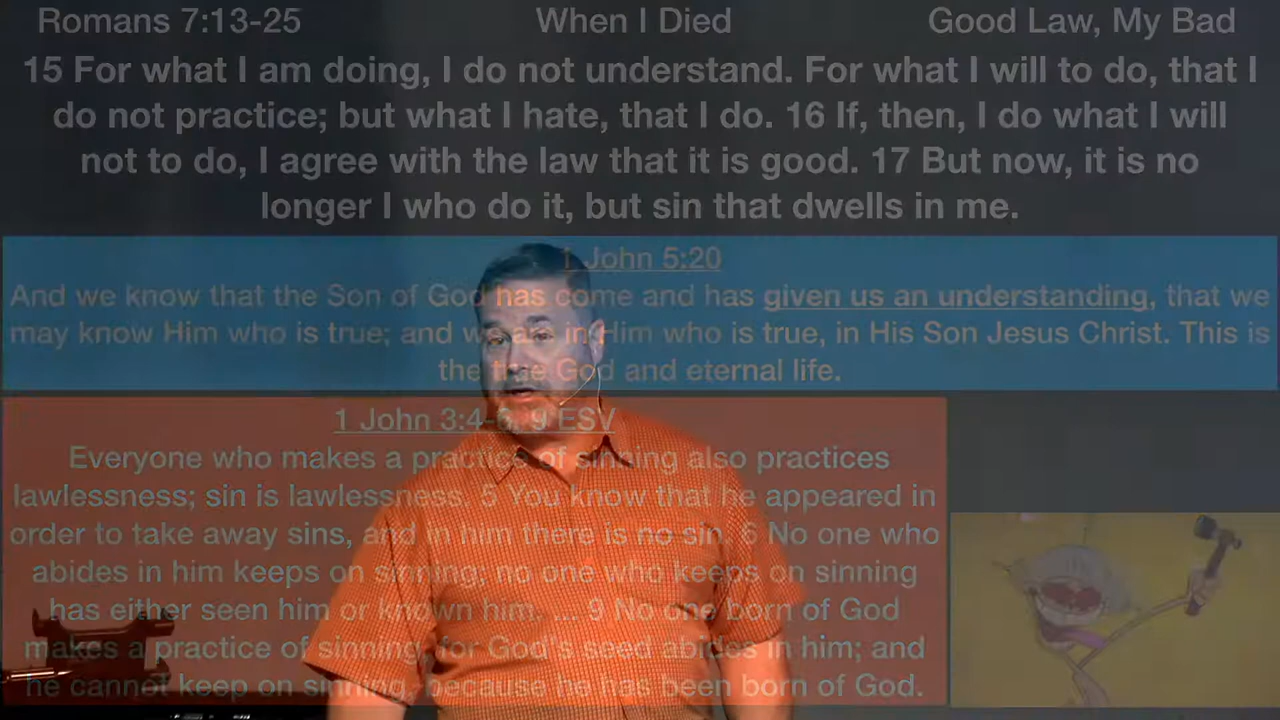 Romans 7:13-25 When I Died Good Law, My Bad
15 For what I am doing, I do not understand. For what I will to do, that I
do not practice; but what I hate, that I do. 16 If, then, I do what I will
not to do, I agree with the law that it is good. 17 But now, it is no
longer I who do it, but sin that dwells in me.
1 John 5:20
And we know that the Son of God has come and has given us an understanding, that we
may know Him who is true; and we are in Him who is true, in His Son Jesus Christ. This is
the true God and eternal life.
1 John 3:4-6, 9 ESV
Everyone who makes a practice of sinning also practices
lawlessness; sin is lawlessness. 5 You know that he appeared in
order to take away sins, and in him there is no sin. 6 No one who
abides in him keeps on sinning; no one who keeps on sinning
has either seen him or known him. ... 9 No one born of God
makes a practice of sinning, for God's seed abides in him; and
he cannot keep on sinning, because he has been born of God.